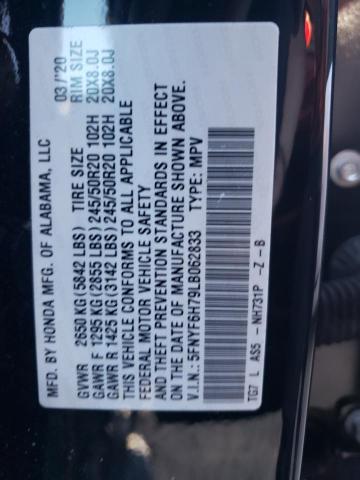 MFD. BY HONDA MFG. OF ALABAMA, LLC 03/'20
GVWR 2650 KG (5842 LBS) TIRE SIZE RIM SIZE
GAWR F 1295 KG (2855 LBS) 245/50R20 102H 20X8.0J
GAWR R 1425 KG (3142 LBS) 245/50R20 102H 20X8.0J
THIS VEHICLE CONFORMS TO ALL APPLICABLE
FEDERAL MOTOR VEHICLE SAFETY
AND THEFT PREVENTION STANDARDS IN EFFECT
ON THE DATE OF MANUFACTURE SHOWN ABOVE.
V.I.N.: 5FNYF6H79LB062833 TYPE: MPV
TG7 L AS5 - NH731P -Z -B